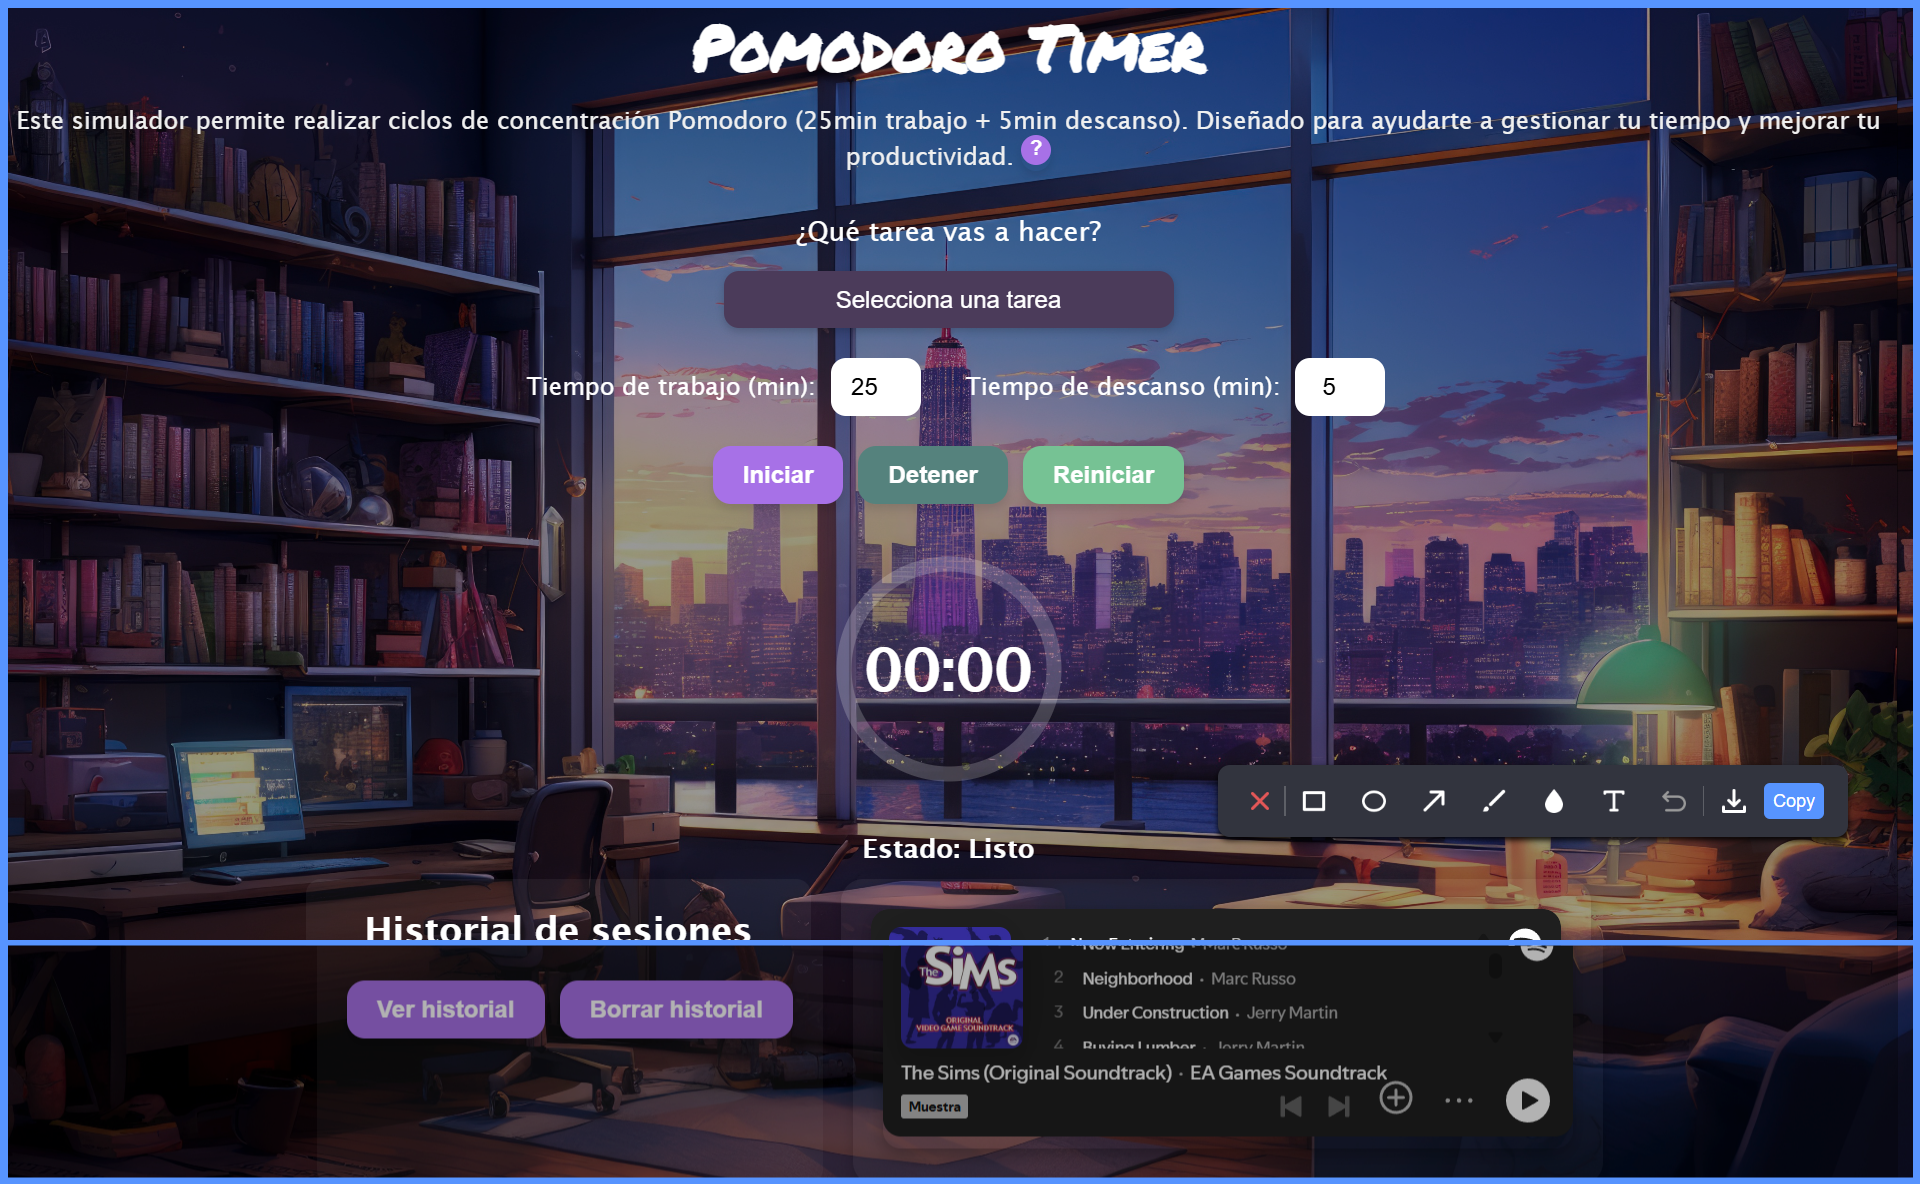 Pomodoro Timer
Este simulador permite realizar ciclos de concentración Pomodoro (25min trabajo + 5min descanso). Diseñado para ayudarte a gestionar tu tiempo y mejorar tu
productividad. ?
¿Qué tarea vas a hacer?
Selecciona una tarea
Tiempo de trabajo (min): 25 Tiempo de descanso (min): 5
Iniciar Detener Reiniciar
00:00
T Copy
Estado: Listo
Historial de sesiones
Ver historial Borrar historial
The SiMs
ORIGINAL
VIDEO GAME SOUNDTRACK
Now Entering · Marc Russo
2 Neighborhood · Marc Russo
3 Under Construction · Jerry Martin
4 Buying Lumber · Jerry Martin
The Sims (Original Soundtrack) · EA Games Soundtrack
Muestra